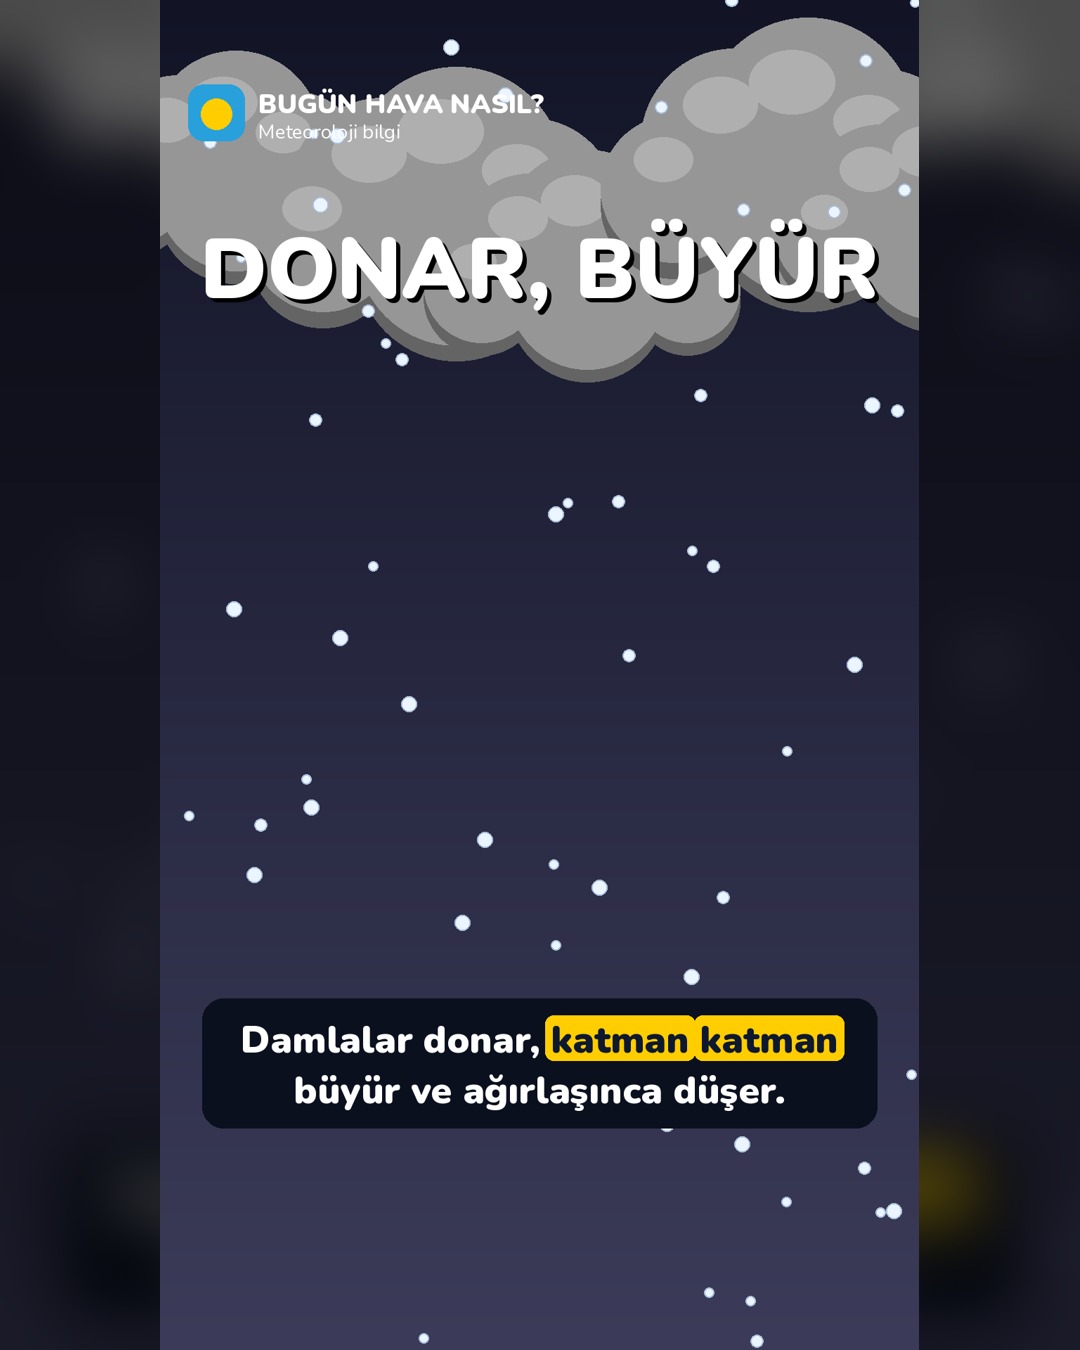 BUGÜN HAVA NASIL?
Meteoroloji bilgi
DONAR, BÜYÜR
Damlalar donar, katman katman
büyür ve ağırlaşınca düşer.